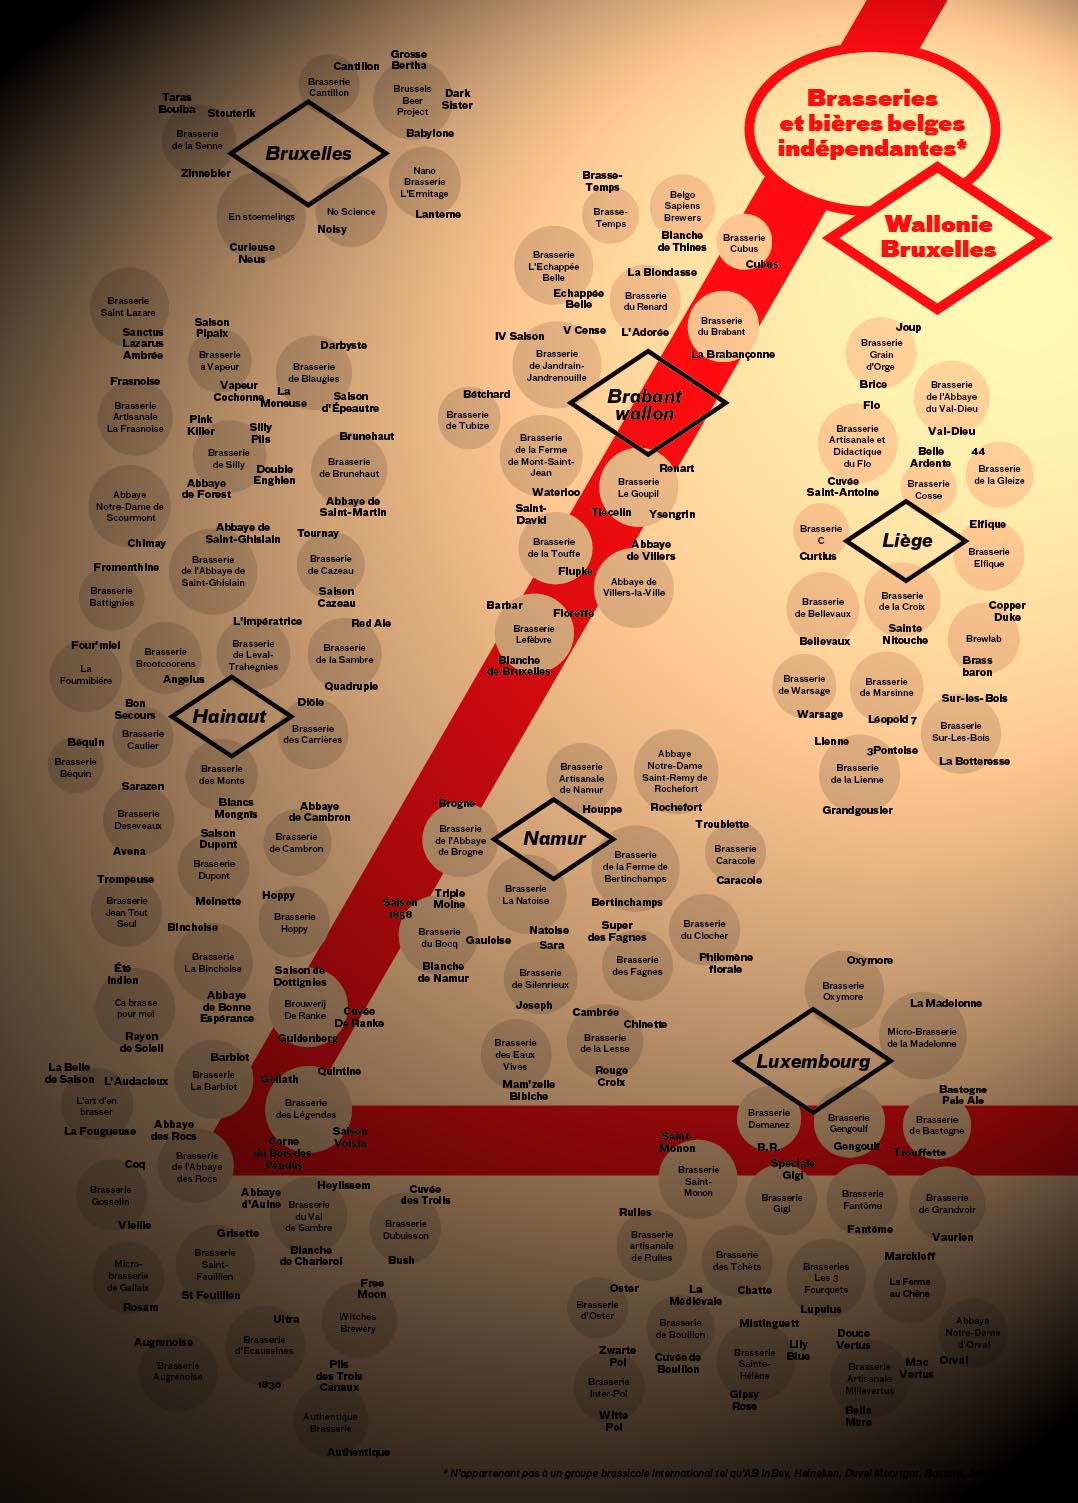 Brasseries
et bières belges
indépendantes*
Wallonie
Bruxelles
Bruxelles
Cantillon
Brasserie
Cantillon
Grosse
Bertha
Brussels
Beer
Project
Dark
Sister
Babylone
Taras
Boulba
Stouterik
Brasserie
de la Senne
Zinnebier
Nano
Brasserie
L'Ermitage
Lanterne
En stoemelings
Curieuse
Neus
No Science
Noisy
Brabant
wallon
Brasse-
Temps
Brasse-
Temps
Belgo
Sapiens
Brewers
Blanche
de Thines
Brasserie
Cubus
Cubus
Brasserie
L'Echappée
Belle
Echappée
Belle
La Blondasse
Brasserie
du Renard
L'Adorée
Brasserie
du Brabant
La Brabançonne
IV Saison
V Cense
Brasserie
de Jandrain-
Jandrenouille
Bétchard
Brasserie
de Tubize
Brasserie
de la Ferme
de Mont-Saint-
Jean
Waterloo
Renart
Brasserie
Le Goupil
Tiecelin
Ysengrin
Saint-
David
Brasserie
de la Touffe
Flupke
Abbaye
de Villers
Abbaye de
Villers-la-Ville
Barbar
Floreffe
Brasserie
Lefèbvre
Blanche
de Bruxelles
Liège
Joup
Brasserie
Grain
d'Orge
Brice
Brasserie
de l'Abbaye
du Val-Dieu
Val-Dieu
Flo
Brasserie
Artisanale et
Didactique
du Flo
Cuvée
Saint-Antoine
Belle
Ardente
Brasserie
Cosse
44
Brasserie
de la Gleize
Brasserie
C
Curtius
Elfique
Brasserie
Elfique
Brasserie
de Bellevaux
Bellevaux
Brasserie
de la Croix
Sainte
Nitouche
Copper
Duke
Brewlab
Brass
baron
Brasserie
de Warsage
Warsage
Brasserie
de Marsinne
Léopold 7
Sur-les-Bois
Brasserie
Sur-Les-Bois
La Botteresse
Lienne
3Pontoise
Brasserie
de la Lienne
Grandgousier
Hainaut
Brasserie
Saint Lazare
Sanctus
Lazarus
Ambrée
Saison
Pipaix
Brasserie
à Vapeur
Vapeur
Cochonne
Darbyste
Brasserie
de Blaugies
La
Moneuse
Saison
d'Épeautre
Frasnoise
Brasserie
Artisanale
La Frasnoise
Pink
Killer
Silly
Pils
Brasserie
de Silly
Double
Enghien
Abbaye
de Forest
Brunehaut
Brasserie
de Brunehaut
Abbaye de
Saint-Martin
Abbaye
Notre-Dame de
Scourmont
Chimay
Abbaye de
Saint-Ghislain
Brasserie
de l'Abbaye de
Saint-Ghislain
Tournay
Brasserie
de Cazeau
Saison
Cazeau
Fromenthine
Brasserie
Battignies
L'Impératrice
Brasserie
de Leval-
Trahegnies
Red Ale
Brasserie
de la Sambre
Quadruple
Four'miel
La
Fourmibière
Brasserie
Brootcoorens
Angelus
Bon
Secours
Brasserie
Caulier
Diôle
Brasserie
des Carrières
Béquin
Brasserie
Béquin
Brasserie
des Monts
Blancs
Mongnîs
Sarazen
Brasserie
Deseveaux
Avena
Abbaye
de Cambron
Brasserie
de Cambron
Saison
Dupont
Brasserie
Dupont
Moinette
Trompeuse
Brasserie
Jean Tout
Seul
Hoppy
Brasserie
Hoppy
Binchoise
Brasserie
La Binchoise
Abbaye
de Bonne
Espérance
Été
Indien
Ca brasse
pour moi
Rayon
de Soleil
Saison de
Dottignies
Brouwerij
De Ranke
Cuvée
De Ranke
Guldenberg
La Belle
de Saison
L'Audacieux
L'art d'en
brasser
La Fougueuse
Barbiot
Brasserie
La Barbiot
Goliath
Quintine
Brasserie
des Légendes
Saison
Voisin
Corne
du Bois des
Pendus
Abbaye
des Rocs
Brasserie
de l'Abbaye
des Rocs
Coq
Brasserie
Gosselin
Vieille
Abbaye
d'Aulne
Heylissem
Brasserie
du Val
de Sambre
Blanche
de Charleroi
Cuvée
des Trolls
Brasserie
Dubuisson
Bush
Grisette
Brasserie
Saint-
Feuillien
St Feuillien
Micro-
brasserie
de Gallaix
Rosam
Free
Moon
Witches
Brewery
Ultra
Brasserie
d'Ecaussines
1830
Augrenoise
Brasserie
Augrenoise
Pils
des Trois
Canaux
Authentique
Brasserie
Authentique
Namur
Brasserie
Artisanale
de Namur
Houppe
Abbaye
Notre-Dame
Saint-Remy de
Rochefort
Rochefort
Brogne
Brasserie
de l'Abbaye
de Brogne
Troublette
Brasserie
Caracole
Caracole
Brasserie
de la Ferme de
Bertinchamps
Bertinchamps
Brasserie
La Natoise
Natoise
Saison
1858
Triple
Moine
Brasserie
du Bocq
Gauloise
Blanche
de Namur
Sara
Brasserie
de Silenrieux
Joseph
Super
des Fagnes
Brasserie
des Fagnes
Brasserie
du Clocher
Philomène
florale
Cambrée
Chinette
Brasserie
de la Lesse
Rouge
Croix
Brasserie
des Eaux
Vives
Mam'zelle
Bibiche
Luxembourg
Oxymore
Brasserie
Oxymore
La Madelonne
Micro-Brasserie
de la Madelonne
Brasserie
Demanez
B.R.
Brasserie
Gengoulf
Gengoulf
Bastogne
Pale Ale
Brasserie
de Bastogne
Trouffette
Saint-
Monon
Brasserie
Saint-
Monon
Spéciale
Gigi
Brasserie
Gigi
Brasserie
Fantôme
Fantôme
Brasserie
de Grandvoir
Vaurien
Rulles
Brasserie
artisanale
de Rulles
Brasserie
des Tchèts
Chatte
Brasseries
Les 3
Fourquets
Lupulus
Marckloff
La Ferme
au Chêne
Oster
Brasserie
d'Oster
La
Médiévale
Brasserie
de Bouillon
Cuvée de
Bouillon
Mistinguett
Lily
Blue
Brasserie
Sainte-
Hélène
Gipsy
Rose
Douce
Vertus
Mac
Vertus
Brasserie
Artisanale
Millevertus
Bella
Mère
Abbaye
Notre-Dame
d'Orval
Orval
Zwarte
Pol
Brasserie
Inter-Pol
Witte
Pol
* N'appartenant pas à un groupe brassicole international tel qu'AB InBev, Heineken, Duvel Moortgat,